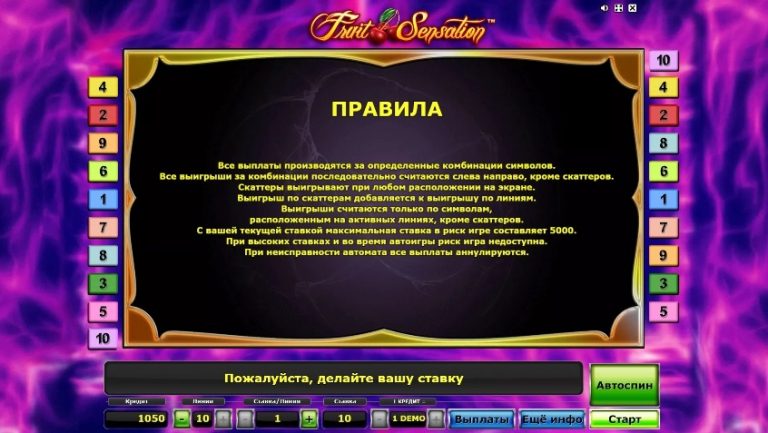 Fruit Sensation™
10
4
4
2
2
9
8
6
6
1
1
7
7
8
9
3
3
5
5
10
ПРАВИЛА
Все выплаты производятся за определенные комбинации символов.
Все выигрыши за комбинации последовательно считаются слева направо, кроме скаттеров.
Скаттеры выигрывают при любом расположении на экране.
Выигрыш по скаттерам добавляется к выигрышу по линиям.
Выигрыши считаются только по символам,
расположенным на активных линиях, кроме скаттеров.
С вашей текущей ставкой максимальная ставка в риск игре составляет 5000.
При высоких ставках и во время автоигры риск игра недоступна.
При неисправности автомата все выплаты аннулируются.
Пожалуйста, делайте вашу ставку
Автоспин
Кредит Линии Ставка/Линия Ставка 1 КРЕДИТ =
1050 - 10 + - 1 + 10 - 1 DEMO + Выплаты Ещё инфо Старт